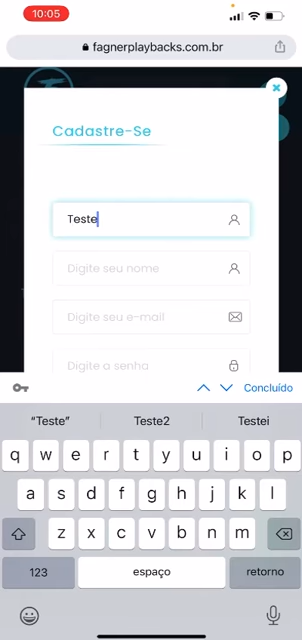 10:05
fagnerplaybacks.com.br
Cadastre-Se
Teste
Digite seu nome
Digite seu e-mail
Digite a senha
Concluído
“Teste” Teste2 Testei
q w e r t y u i o p
a s d f g h j k l
z x c v b n m
123 espaço retorno